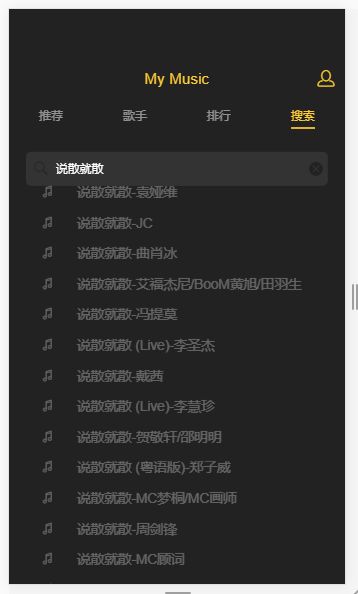 My Music
推荐 歌手 排行 搜索
说散就散
说散就散-袁娅维
说散就散-JC
说散就散-曲肖冰
说散就散-艾福杰尼/BooM黄旭/田羽生
说散就散-冯提莫
说散就散 (Live)-李圣杰
说散就散-戴茜
说散就散 (Live)-李慧珍
说散就散-贺敬轩/邵明明
说散就散 (粤语版)-郑子威
说散就散-MC梦桐/MC画师
说散就散-周剑锋
说散就散-MC顾词